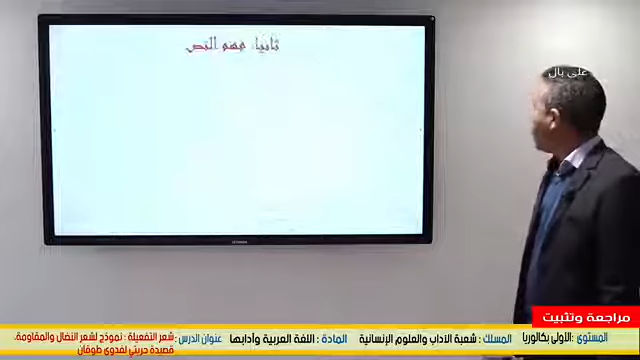 ثانيا: فهم النص
على بال
مراجعة وتثبيت
المستوى :الأولى بكالوريا
المسلك : شعبة الآداب والعلوم الإنسانية
المادة : اللغة العربية وآدابها
عنوان الدرس : شعر التفعيلة : نموذج لشعر النضال والمقاومة،
قصيدة حريتي لفدوى طوقان